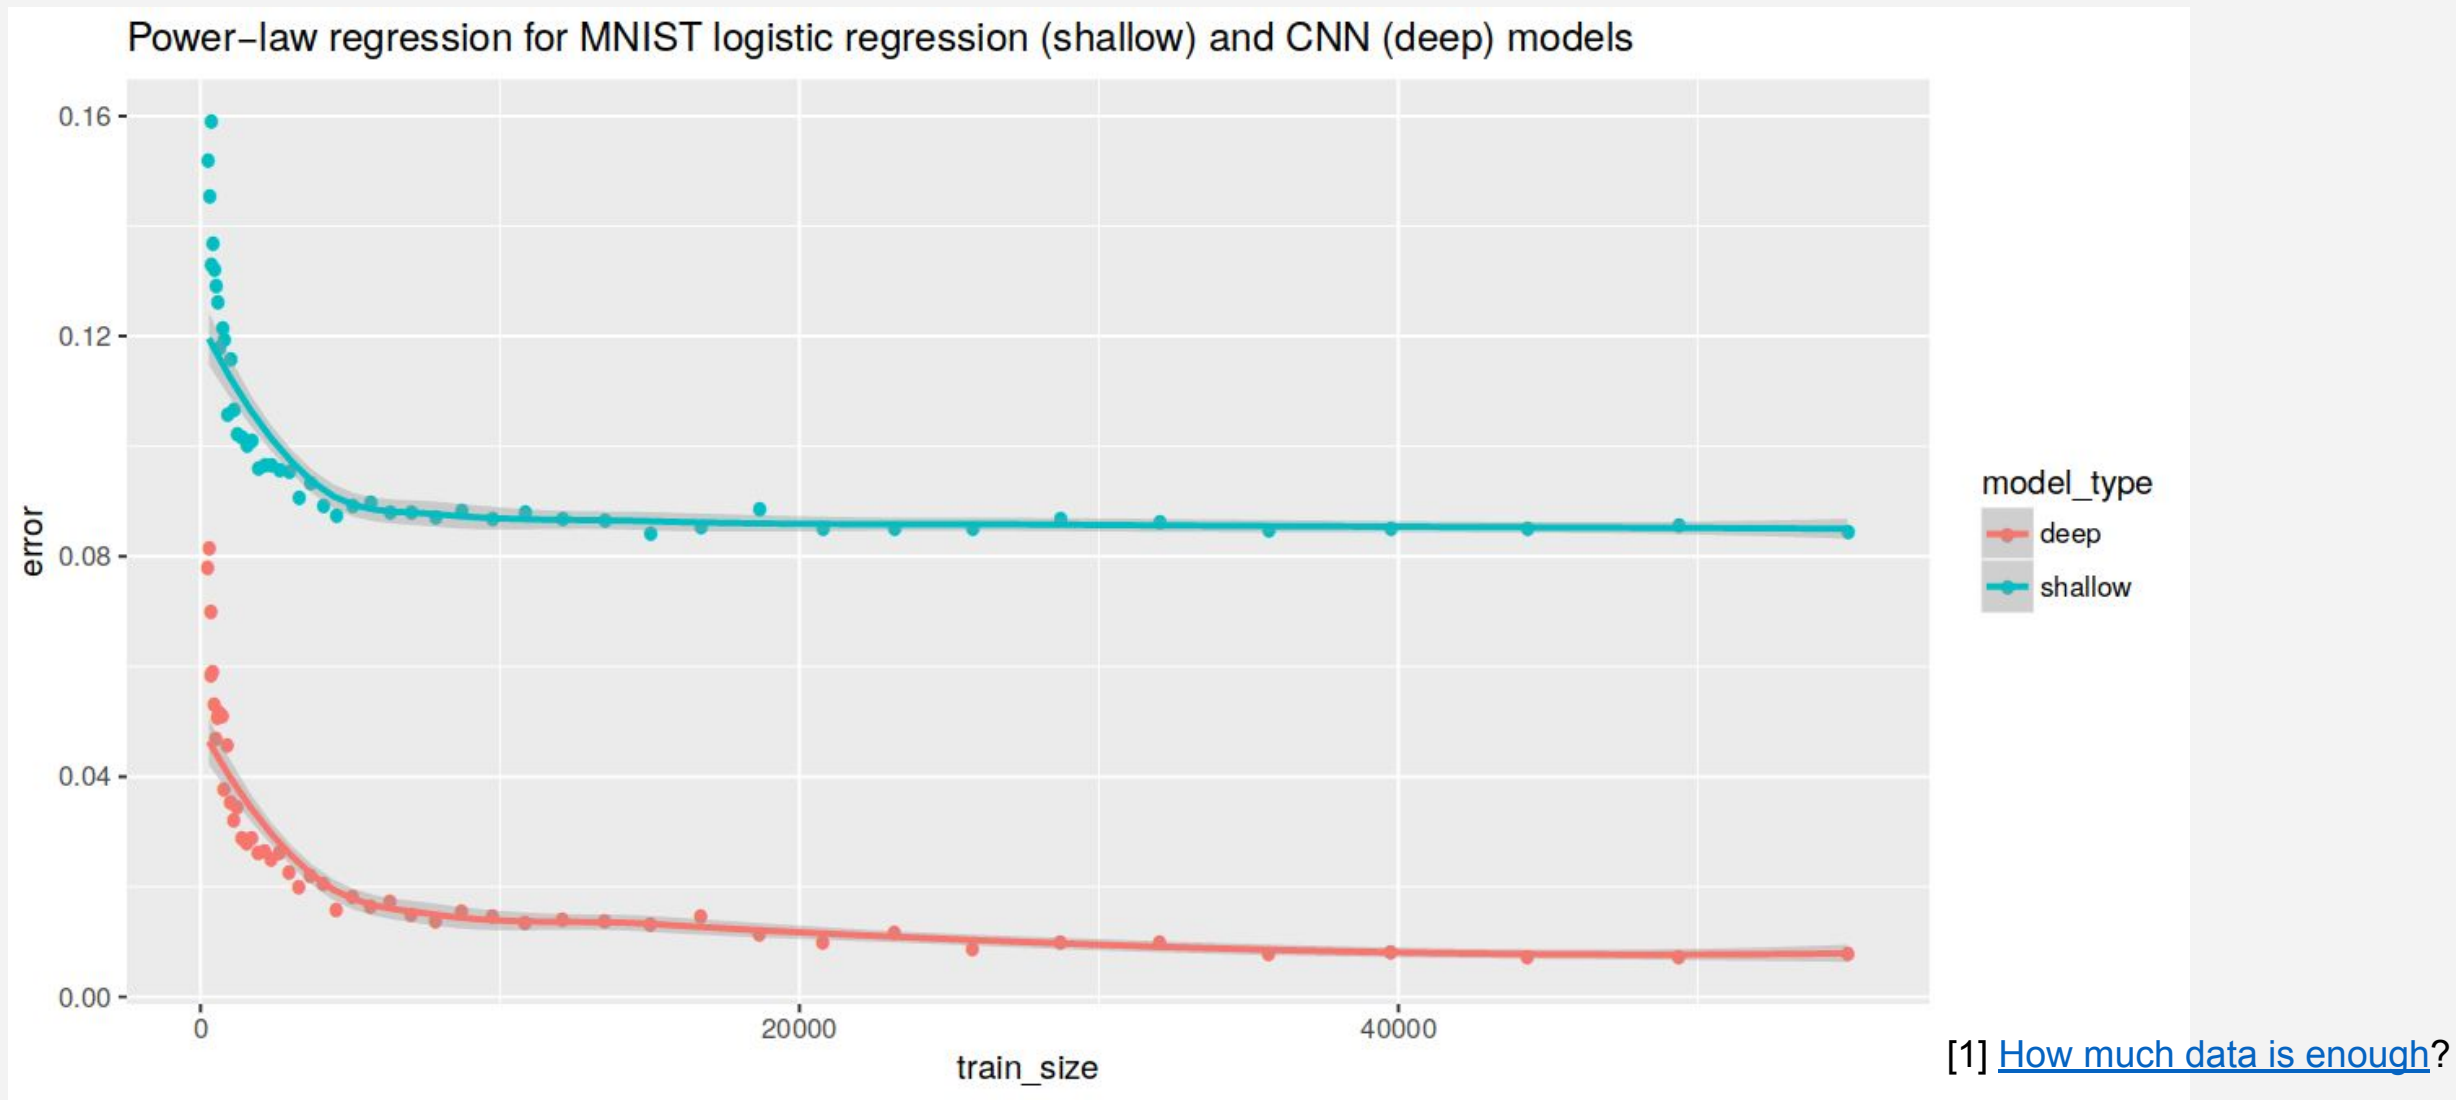 Power−law regression for MNIST logistic regression (shallow) and CNN (deep) models
0.16
0.12
0.08
0.04
0.00
error
0
20000
40000
train_size
model_type
deep
shallow
[1] How much data is enough?